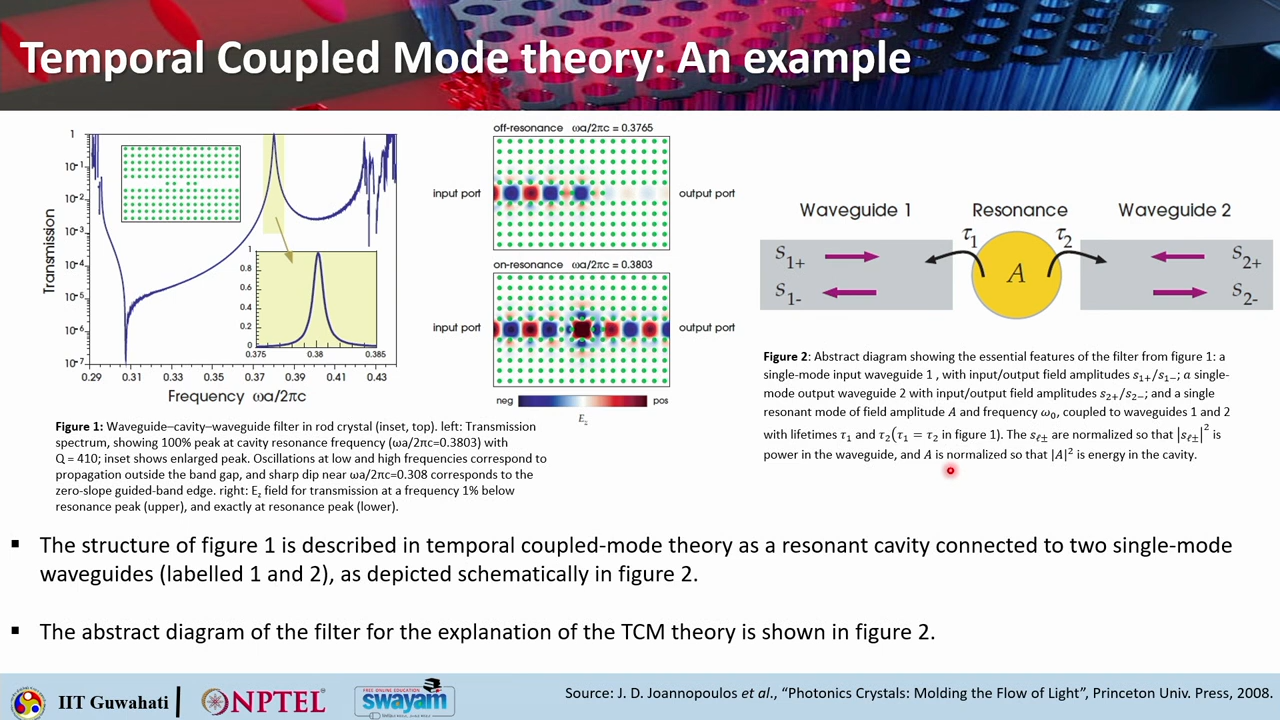 Temporal Coupled Mode theory: An example
1
10⁻¹
10⁻²
10⁻³
10⁻⁴
10⁻⁵
10⁻⁶
10⁻⁷
Transmission
0.29 0.31 0.33 0.35 0.37 0.39 0.41 0.43
Frequency ωa/2πc
1
0.8
0.6
0.4
0.2
0
0.375 0.38 0.385
off-resonance ωa/2πc = 0.3765
input port
output port
on-resonance ωa/2πc = 0.3803
input port
output port
neg pos
E_z
Waveguide 1 Resonance Waveguide 2
τ₁ τ₂
S₁₊ S₂₊
A
S₁₋ S₂₋
Figure 1: Waveguide–cavity–waveguide filter in rod crystal (inset, top). left: Transmission
spectrum, showing 100% peak at cavity resonance frequency (ωa/2πc=0.3803) with
Q = 410; inset shows enlarged peak. Oscillations at low and high frequencies correspond to
propagation outside the band gap, and sharp dip near ωa/2πc=0.308 corresponds to the
zero-slope guided-band edge. right: E_z field for transmission at a frequency 1% below
resonance peak (upper), and exactly at resonance peak (lower).
Figure 2: Abstract diagram showing the essential features of the filter from figure 1: a
single-mode input waveguide 1 , with input/output field amplitudes s₁₊/s₁₋; a single-
mode output waveguide 2 with input/output field amplitudes s₂₊/s₂₋; and a single
resonant mode of field amplitude A and frequency ω₀, coupled to waveguides 1 and 2
with lifetimes τ₁ and τ₂(τ₁ = τ₂ in figure 1). The s_ℓ± are normalized so that |s_ℓ±|² is
power in the waveguide, and A is normalized so that |A|² is energy in the cavity.
▪ The structure of figure 1 is described in temporal coupled-mode theory as a resonant cavity connected to two single-mode
waveguides (labelled 1 and 2), as depicted schematically in figure 2.
▪ The abstract diagram of the filter for the explanation of the TCM theory is shown in figure 2.
IIT Guwahati
NPTEL
FREE ONLINE EDUCATION
swayam
Source: J. D. Joannopoulos et al., “Photonic Crystals: Molding the Flow of Light”, Princeton Univ. Press, 2008.